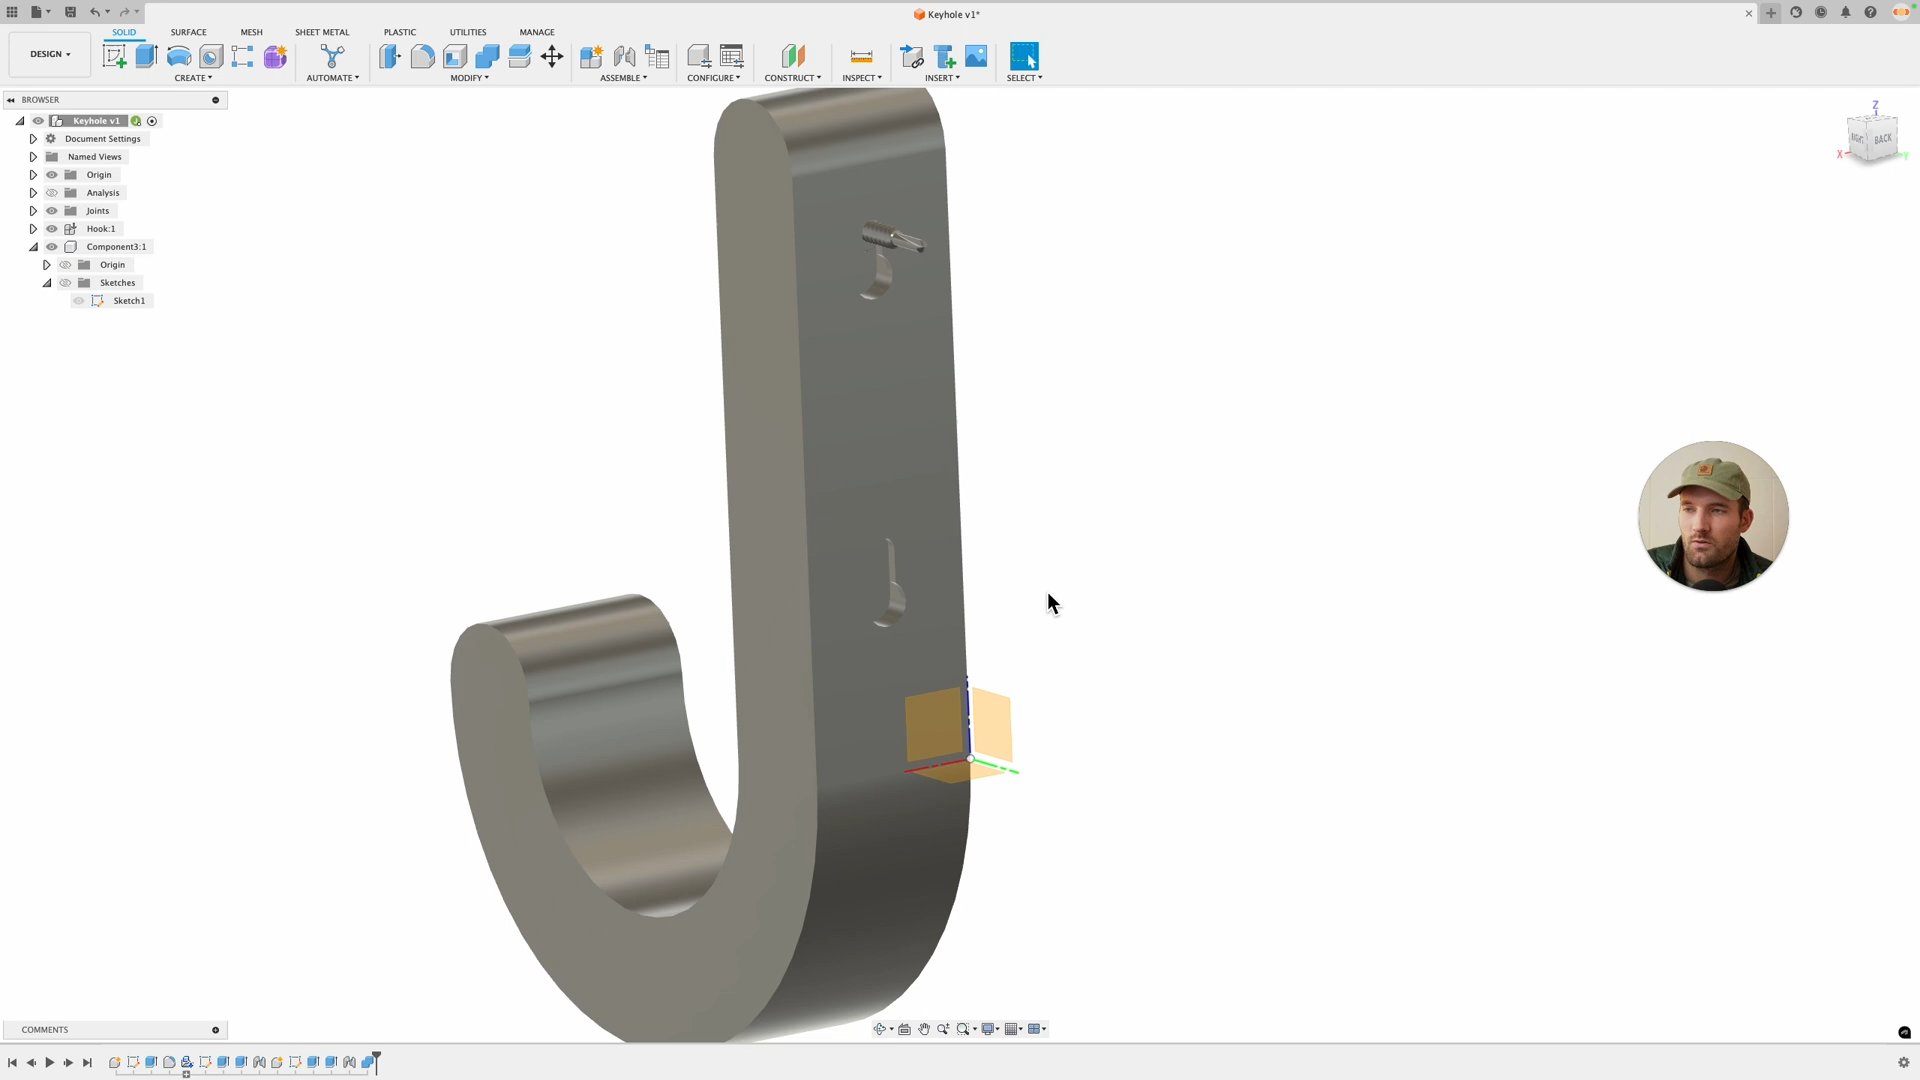 Keyhole v1*
DESIGN
SOLID
SURFACE
MESH
SHEET METAL
PLASTIC
UTILITIES
MANAGE
CREATE
AUTOMATE
MODIFY
ASSEMBLE
CONFIGURE
CONSTRUCT
INSPECT
INSERT
SELECT
BROWSER
Keyhole v1
Document Settings
Named Views
Origin
Analysis
Joints
Hook:1
Component3:1
Origin
Sketches
Sketch1
Z
RIGHT
BACK
X
Y
COMMENTS